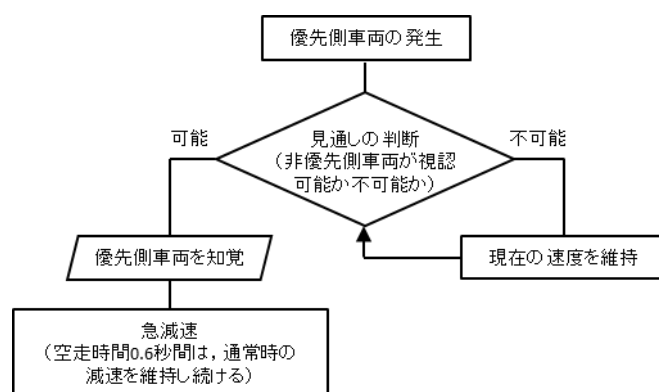 優先側車両の発生
見通しの判断
（非優先側車両が視認
可能か不可能か）
可能
不可能
優先側車両を知覚
現在の速度を維持
急減速
（空走時間0.6秒間は，通常時の
減速を維持し続ける）